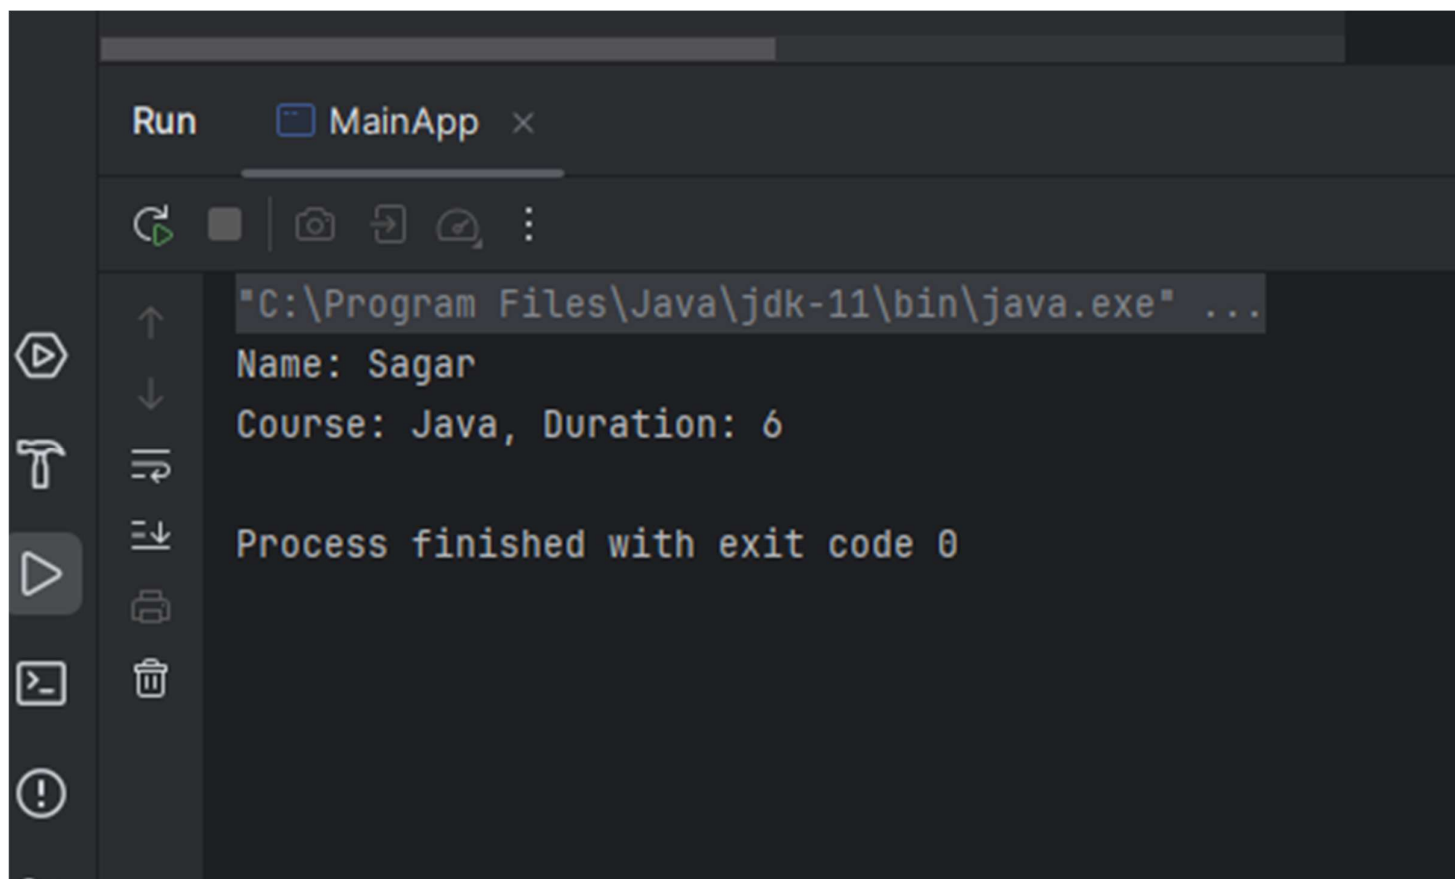 Run MainApp
"C:\Program Files\Java\jdk-11\bin\java.exe" ...
Name: Sagar
Course: Java, Duration: 6
Process finished with exit code 0